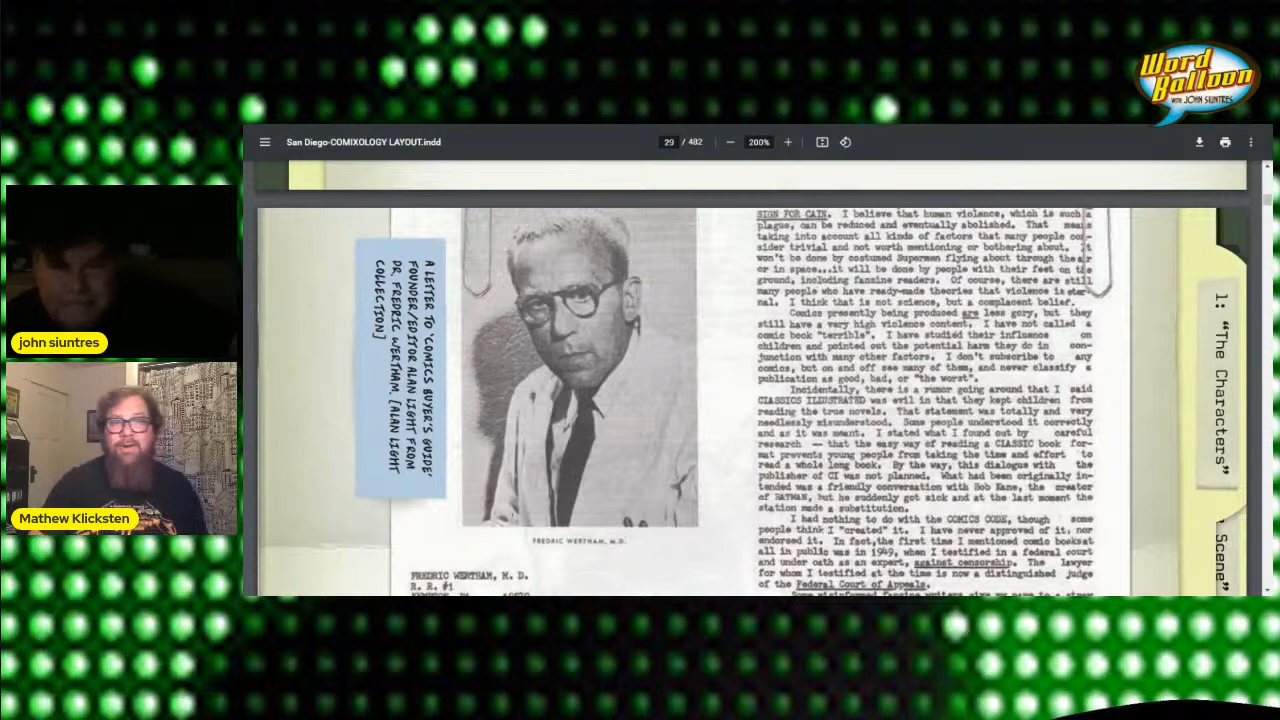 Word
Balloon
WITH JOHN SIUNTRES
San Diego-COMIXOLOGY LAYOUT.indd
29 / 402
200%
john siuntres
Mathew Klicksten
A LETTER TO 'COMICS BUYER'S GUIDE'
FOUNDER/EDITOR ALAN LIGHT FROM
DR. FREDRIC WERTHAM. [ALAN LIGHT
COLLECTION]
FREDRIC WERTHAM, M.D.
FREDRIC WERTHAM, M. D.
R. R. #1
SIGN FOR CAIN. I believe that human violence, which is such a
plague, can be reduced and eventually abolished. That means
taking into account all kinds of factors that many people con-
sider trivial and not worth mentioning or bothering about. It
won't be done by costumed Supermen flying about through the air
or in space...it will be done by people with their feet on the
ground, including fanzine readers. Of course, there are still
many people who have ready-made theories that violence is eter-
nal. I think that is not science, but a complacent belief.
Comics presently being produced are less gory, but they
still have a very high violence content. I have not called a
comic book "terrible". I have studied their influence on
children and pointed out the potential harm they do in con-
junction with many other factors. I don't subscribe to any
comics, but on and off see many of them, and never classify a
publication as good, bad, or "the worst".
Incidentally, there is a rumor going around that I said
CLASSICS ILLUSTRATED was evil in that they kept children from
reading the true novels. That statement was totally and very
needlessly misunderstood. Some people understood it correctly
and as it was meant. I stated what I found out by careful
research — that the easy way of reading a CLASSIC book for-
mat prevents young people from taking the time and effort to
read a whole long book. By the way, this dialogue with the
publisher of CI was not planned. What had been originally in-
tended was a friendly conversation with Bob Kane, the creator
of BATMAN, but he suddenly got sick and at the last moment the
station made a substitution.
I had nothing to do with the COMICS CODE, though some
people think I "created" it. I have never approved of it, nor
endorsed it. In fact, the first time I mentioned comic books at
all in public was in 1949, when I testified in a federal court
and under oath as an expert, against censorship. The lawyer
for whom I testified at the time is now a distinguished judge
of the Federal Court of Appeals.
1: "The Characters"
Scene"